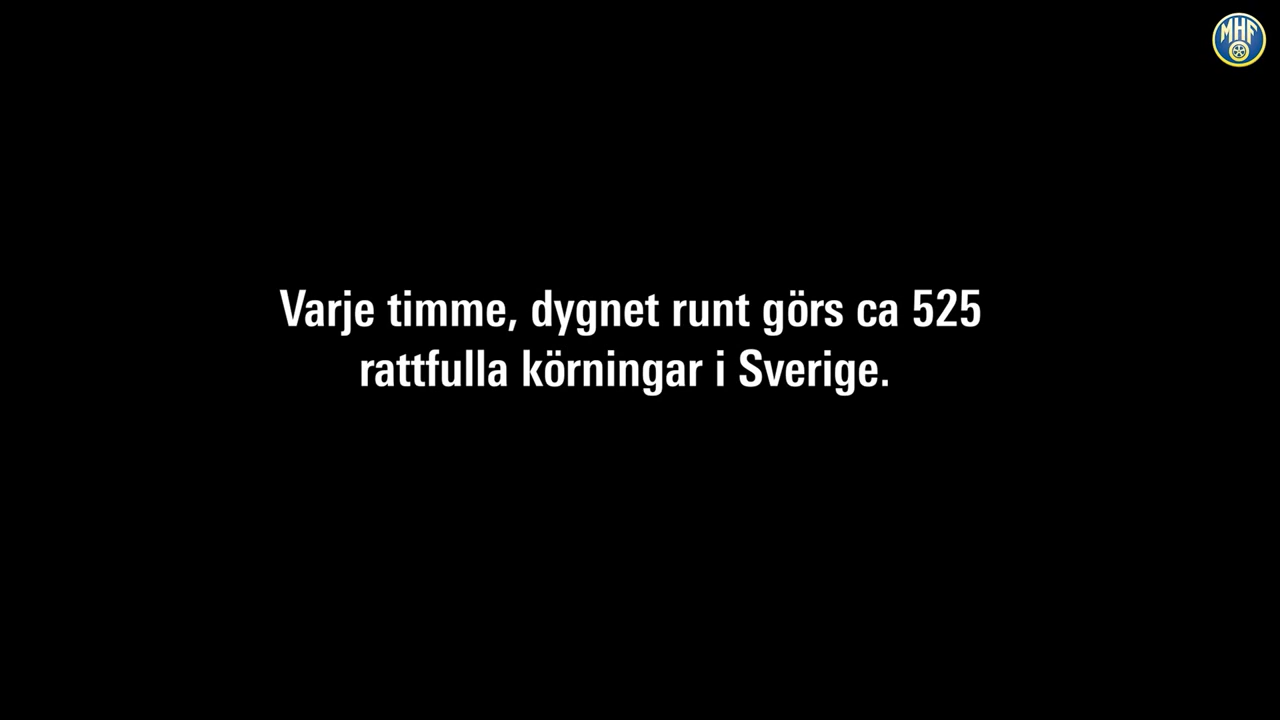 MHF
Varje timme, dygnet runt görs ca 525
rattfulla körningar i Sverige.